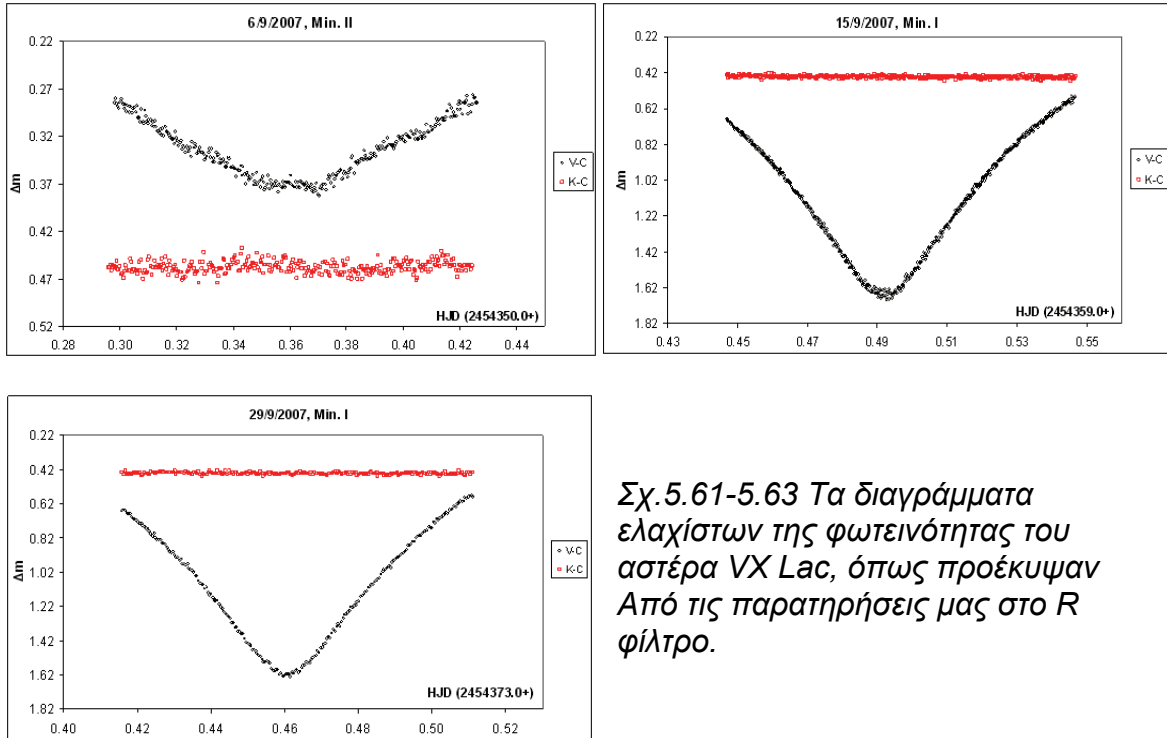 6/9/2007, Min. II
0.22
0.27
0.32
0.37
0.42
0.47
0.52
Δm
V-C
K-C
HJD (2454350.0+)
0.28 0.30 0.32 0.34 0.36 0.38 0.40 0.42 0.44
15/9/2007, Min. I
0.22
0.42
0.62
0.82
1.02
1.22
1.42
1.62
1.82
Δm
V-C
K-C
HJD (2454359.0+)
0.43 0.45 0.47 0.49 0.51 0.53 0.55
29/9/2007, Min. I
0.22
0.42
0.62
0.82
1.02
1.22
1.42
1.62
1.82
Δm
V-C
K-C
HJD (2454373.0+)
0.40 0.42 0.44 0.46 0.48 0.50 0.52
Σχ.5.61-5.63 Τα διαγράμματα
ελαχίστων της φωτεινότητας του
αστέρα VX Lac, όπως προέκυψαν
Από τις παρατηρήσεις μας στο R
φίλτρο.